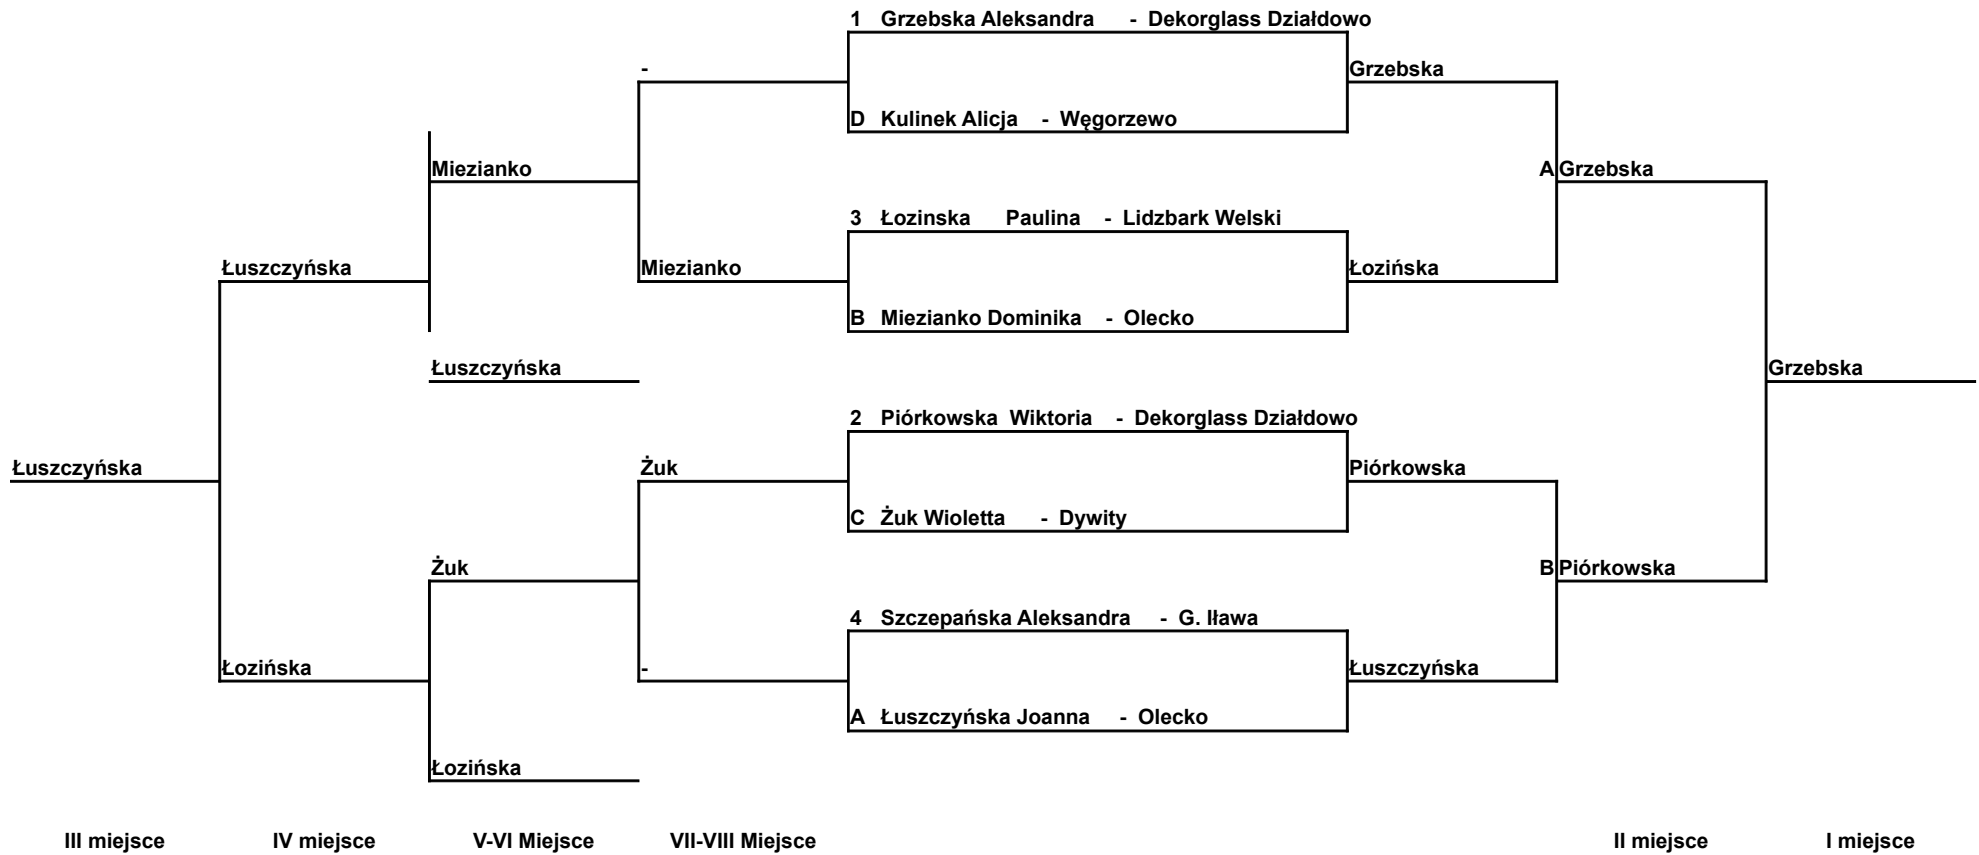 1 Grzebska Aleksandra - Dekorglass Działdowo
- Grzebska
D Kulinek Alicja - Węgorzewo
Miezianko A Grzebska
3 Łozinska Paulina - Lidzbark Welski
Łuszczyńska Miezianko Łozińska
B Miezianko Dominika - Olecko
Łuszczyńska Grzebska
2 Piórkowska Wiktoria - Dekorglass Działdowo
Łuszczyńska Żuk Piórkowska
C Żuk Wioletta - Dywity
Żuk B Piórkowska
4 Szczepańska Aleksandra - G. Iława
Łozińska - Łuszczyńska
A Łuszczyńska Joanna - Olecko
Łozińska
III miejsce IV miejsce V-VI Miejsce VII-VIII Miejsce II miejsce I miejsce